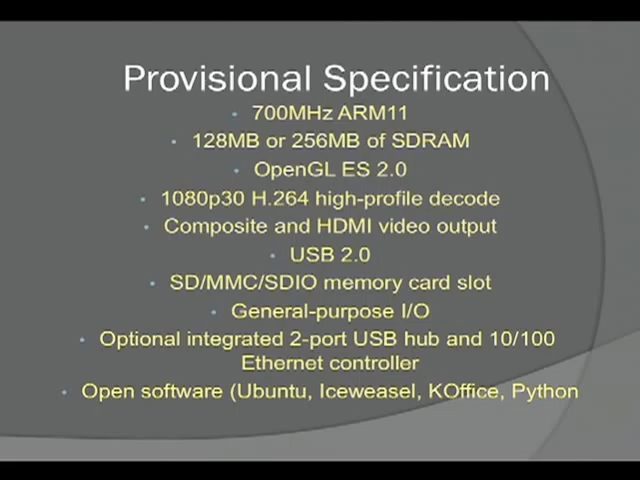 Provisional Specification
• 700MHz ARM11
• 128MB or 256MB of SDRAM
• OpenGL ES 2.0
• 1080p30 H.264 high-profile decode
• Composite and HDMI video output
• USB 2.0
• SD/MMC/SDIO memory card slot
• General-purpose I/O
• Optional integrated 2-port USB hub and 10/100
Ethernet controller
• Open software (Ubuntu, Iceweasel, KOffice, Python